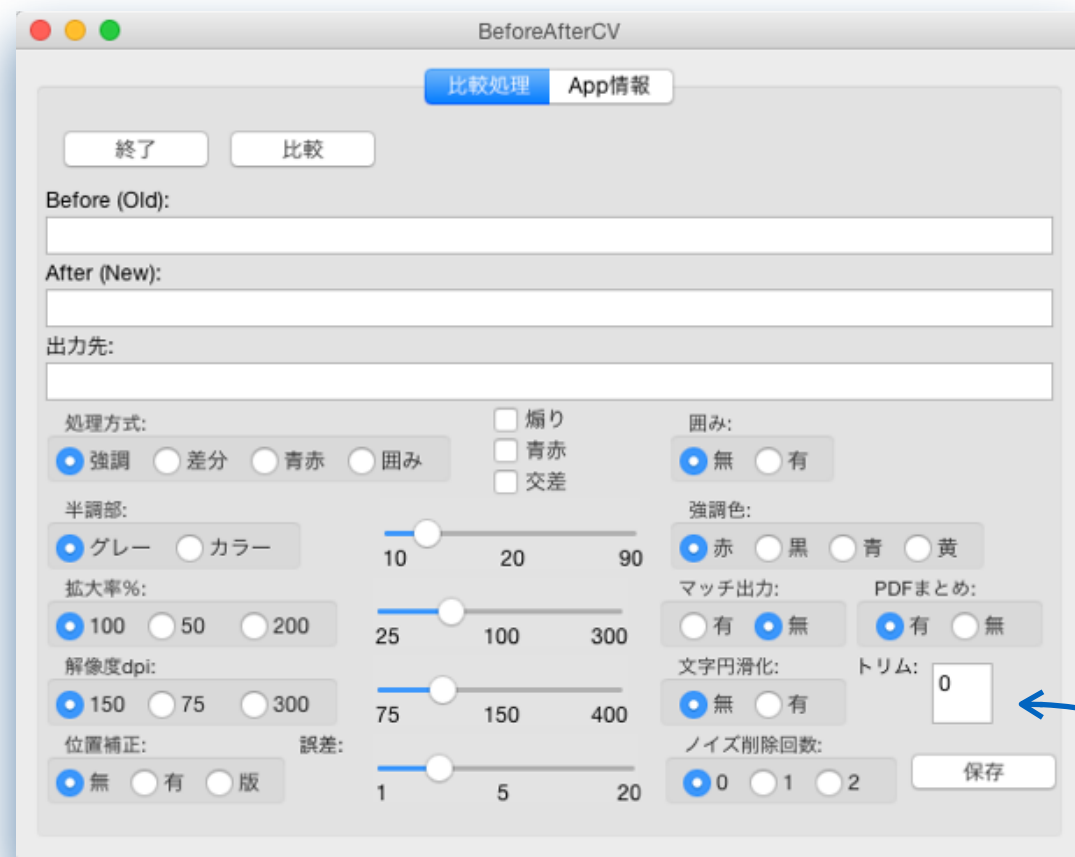 BeforeAfterCV
比較処理 App情報
終了 比較
Before (Old):
After (New):
出力先:
処理方式: 煽り 囲み:
強調 差分 青赤 囲み 青赤 無 有
交差
半調部: 強調色:
グレー カラー 10 20 90 赤 黒 青 黄
拡大率%: マッチ出力: PDFまとめ:
100 50 200 25 100 300 有 無 有 無
解像度dpi: 文字円滑化: トリム:
150 75 300 75 150 400 無 有 0
位置補正: 誤差: ノイズ削除回数:
無 有 版 1 5 20 0 1 2 保存